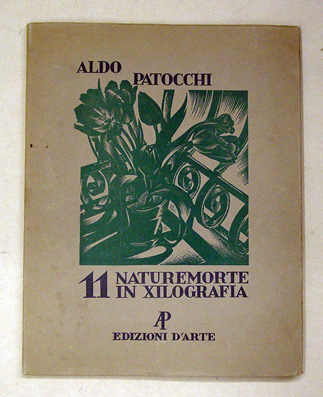 ALDO
PATOCCHI
11 NATUREMORTE
IN XILOGRAFIA
AP
EDIZIONI D'ARTE